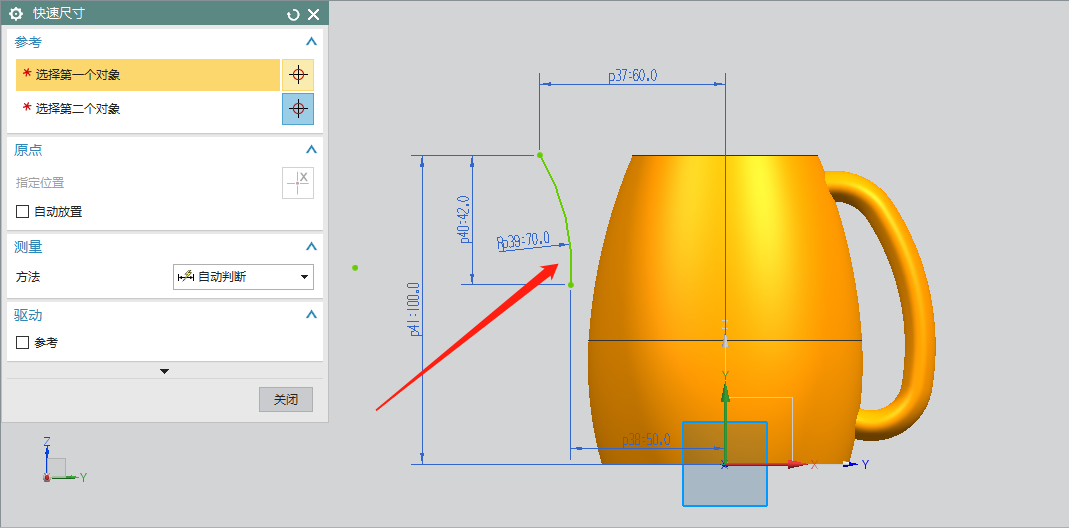 快速尺寸
参考
* 选择第一个对象
* 选择第二个对象
原点
指定位置
X
自动放置
测量
方法
自动判断
驱动
参考
关闭
p37:60.0
p40:42.0
Rp39:70.0
p41:100.0
p38:50.0
Z
Y
X
X
Y
Z
Y